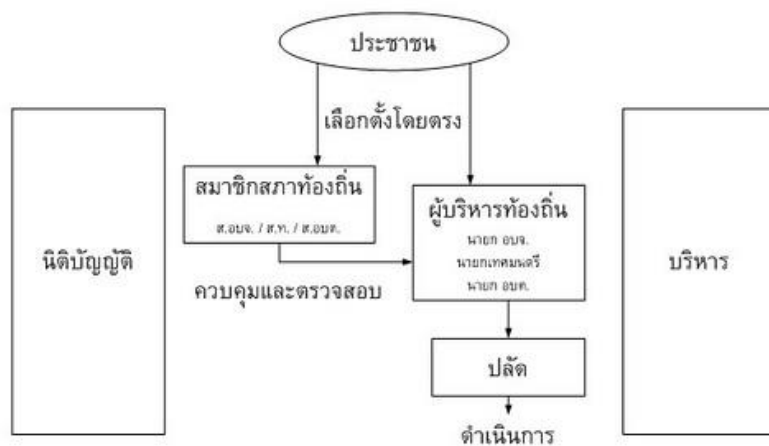 ประชาชน
เลือกตั้งโดยตรง
สมาชิกสภาท้องถิ่น
ส.อบจ. / ส.ท. / ส.อบต.
ผู้บริหารท้องถิ่น
นายก อบจ.
นายกเทศมนตรี
นายก อบต.
นิติบัญญัติ
บริหาร
ควบคุมและตรวจสอบ
ปลัด
ดำเนินการ